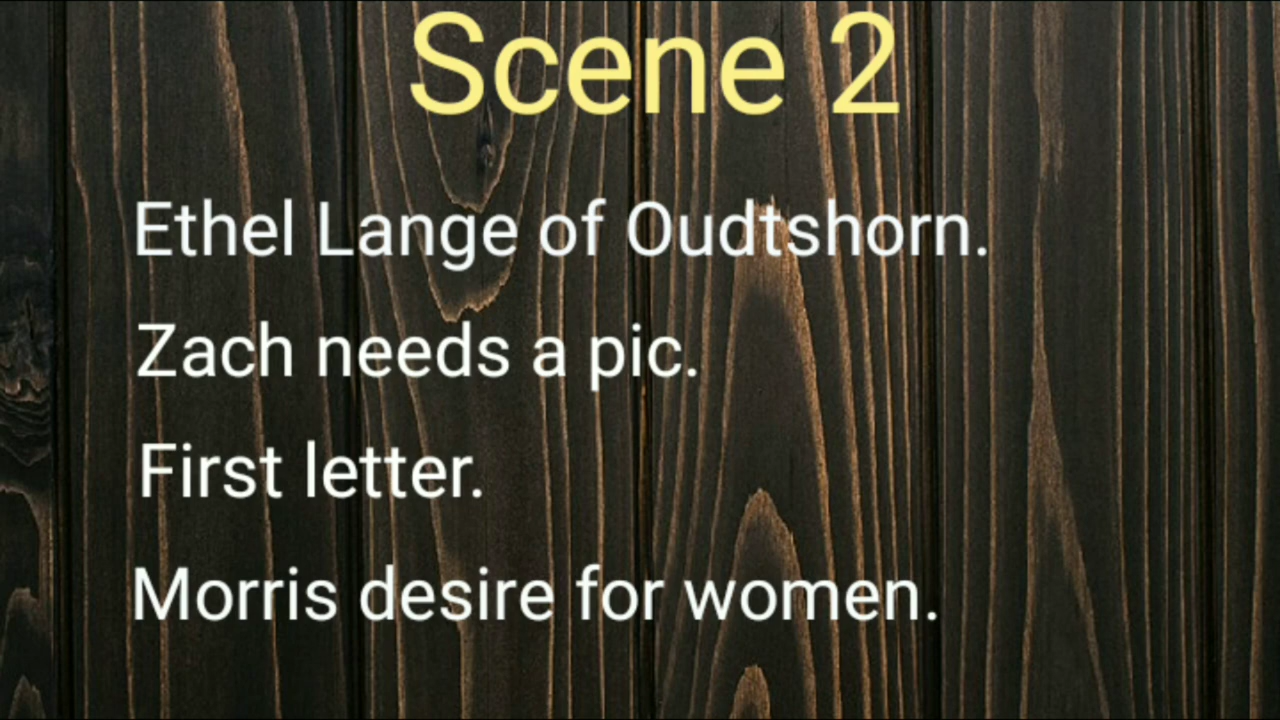 Scene 2
Ethel Lange of Oudtshorn.
Zach needs a pic.
First letter.
Morris desire for women.